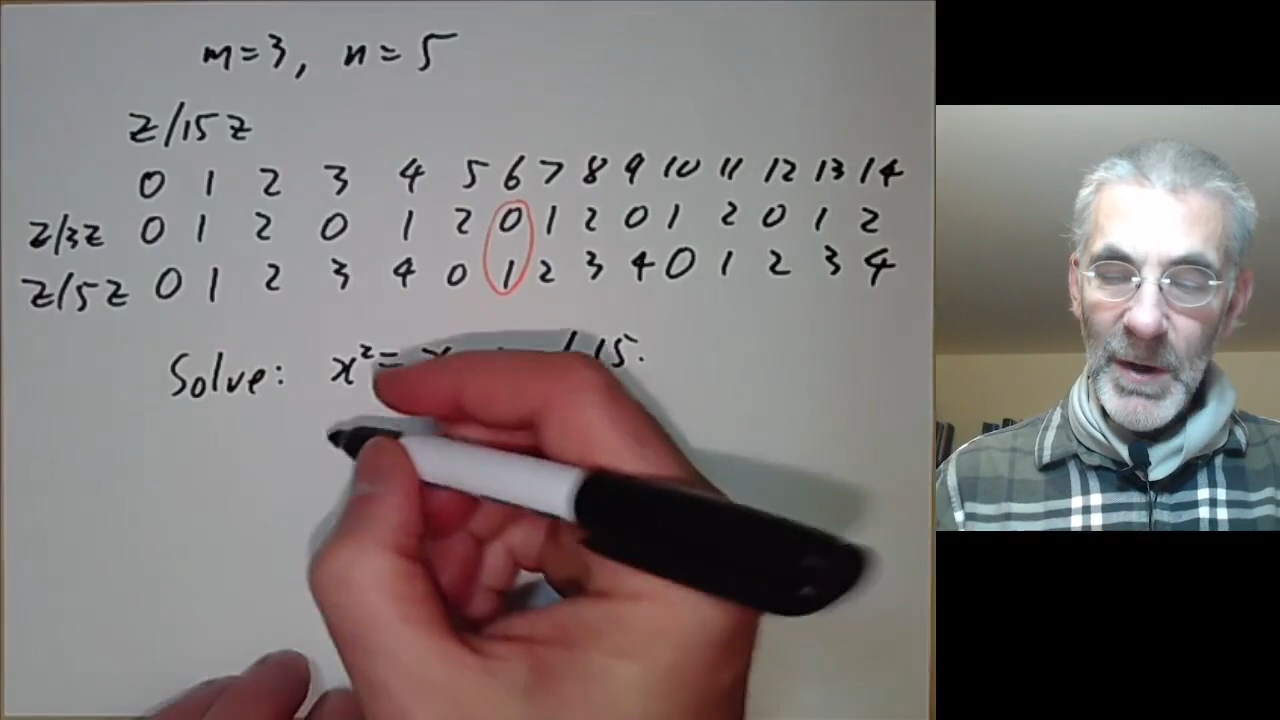 m=3, n=5
Z/15Z
0 1 2 3 4 5 6 7 8 9 10 11 12 13 14
Z/3Z 0 1 2 0 1 2 0 1 2 0 1 2 0 1 2
Z/5Z 0 1 2 3 4 0 1 2 3 4 0 1 2 3 4
Solve: x²= 15.